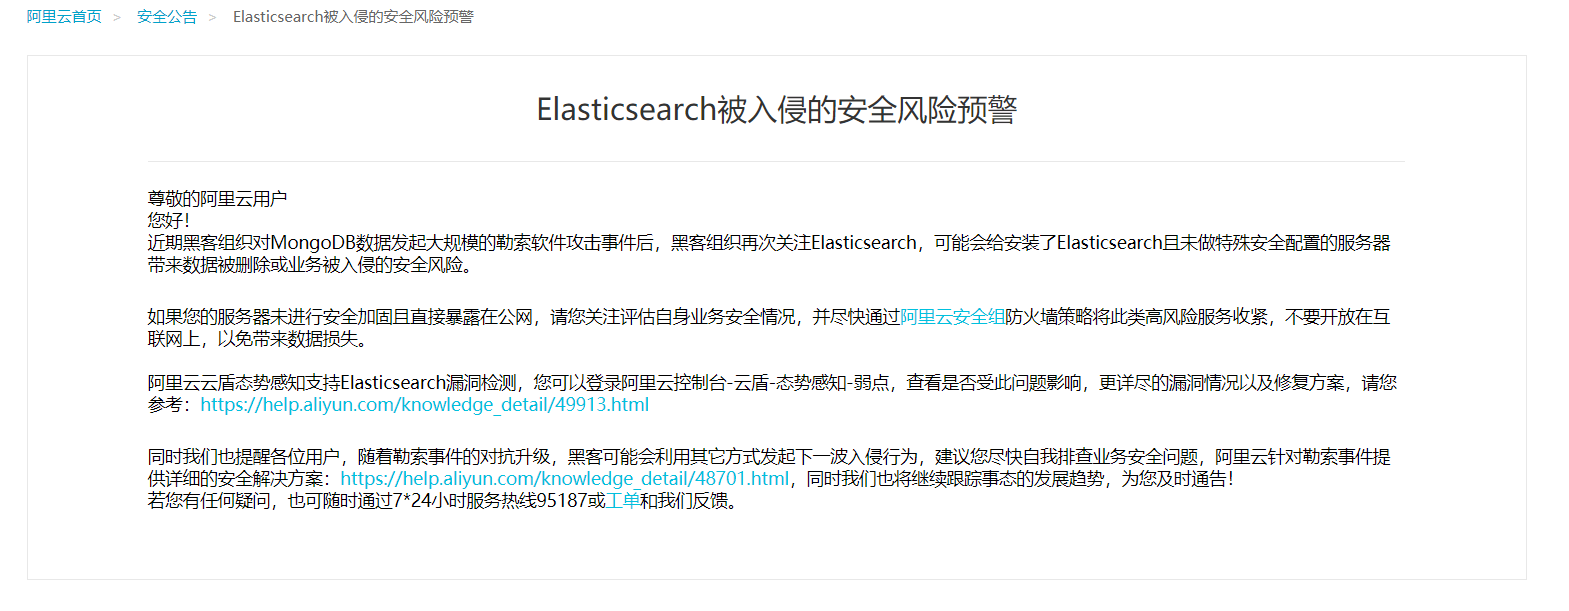 阿里云首页 > 安全公告 > Elasticsearch被入侵的安全风险预警
Elasticsearch被入侵的安全风险预警
尊敬的阿里云用户
您好！
近期黑客组织对MongoDB数据发起大规模的勒索软件攻击事件后，黑客组织再次关注Elasticsearch，可能会给安装了Elasticsearch且未做特殊安全配置的服务器
带来数据被删除或业务被入侵的安全风险。
如果您的服务器未进行安全加固且直接暴露在公网，请您关注评估自身业务安全情况，并尽快通过阿里云安全组防火墙策略将此类高风险服务收紧，不要开放在互
联网上，以免带来数据损失。
阿里云云盾态势感知支持Elasticsearch漏洞检测，您可以登录阿里云控制台-云盾-态势感知-弱点，查看是否受此问题影响，更详尽的漏洞情况以及修复方案，请您
参考：https://help.aliyun.com/knowledge_detail/49913.html
同时我们也提醒各位用户，随着勒索事件的对抗升级，黑客可能会利用其它方式发起下一波入侵行为，建议您尽快自我排查业务安全问题，阿里云针对勒索事件提
供详细的安全解决方案：https://help.aliyun.com/knowledge_detail/48701.html，同时我们也将继续跟踪事态的发展趋势，为您及时通告！
若您有任何疑问，也可随时通过7*24小时服务热线95187或工单和我们反馈。